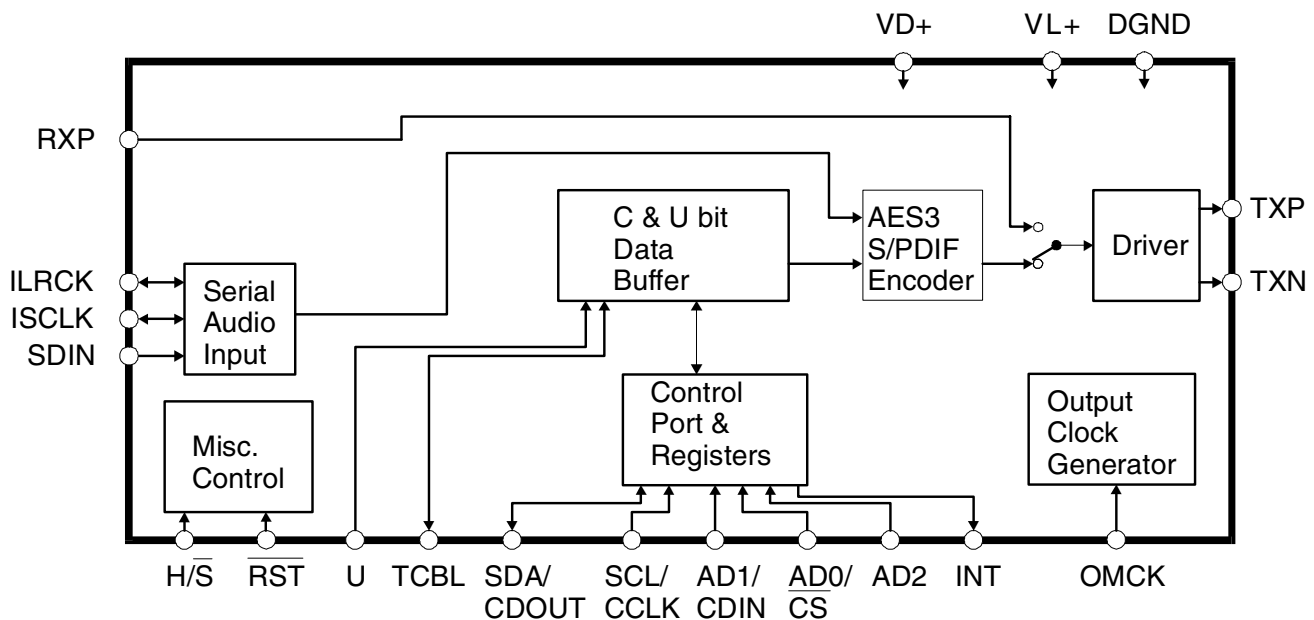 VD+ VL+ DGND
RXP
C & U bit
Data
Buffer
AES3
S/PDIF
Encoder
Driver
TXP
TXN
ILRCK
ISCLK
SDIN
Serial
Audio
Input
Misc.
Control
Control
Port &
Registers
Output
Clock
Generator
H/S̅ R̅S̅T̅ U TCBL SDA/ SCL/ AD1/ AD0/ AD2 INT OMCK
CDOUT CCLK CDIN C̅S̅